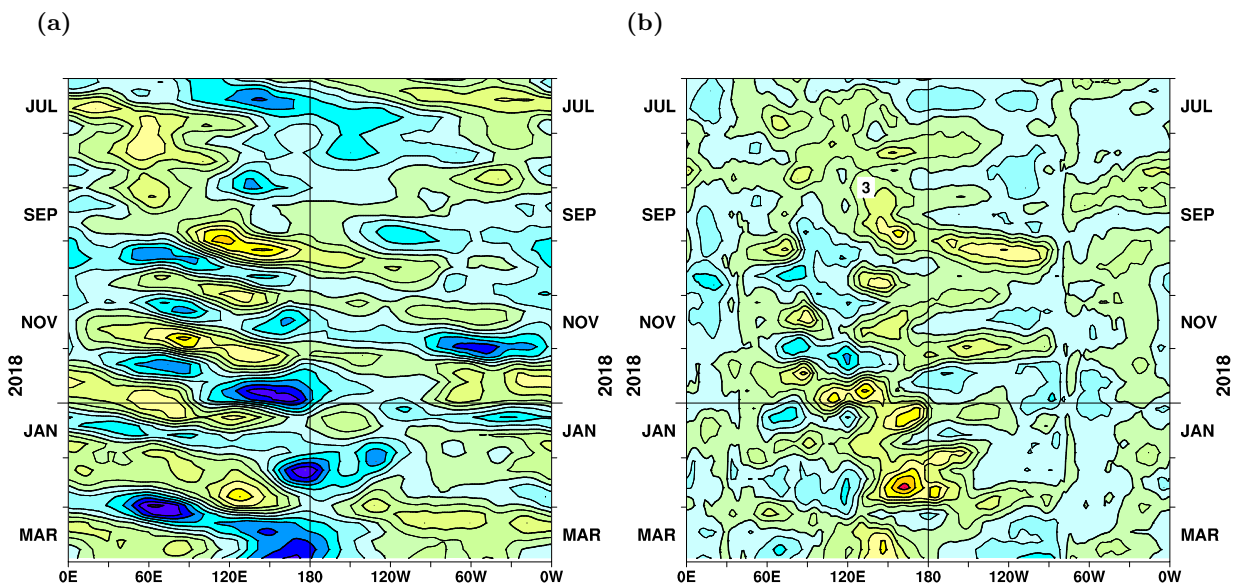 (a) (b)
3
JUL JUL JUL JUL
SEP SEP SEP SEP
NOV NOV NOV NOV
2018 2018 2018 2018
JAN JAN JAN JAN
MAR MAR MAR MAR
0E 60E 120E 180 120W 60W 0W 0E 60E 120E 180 120W 60W 0W